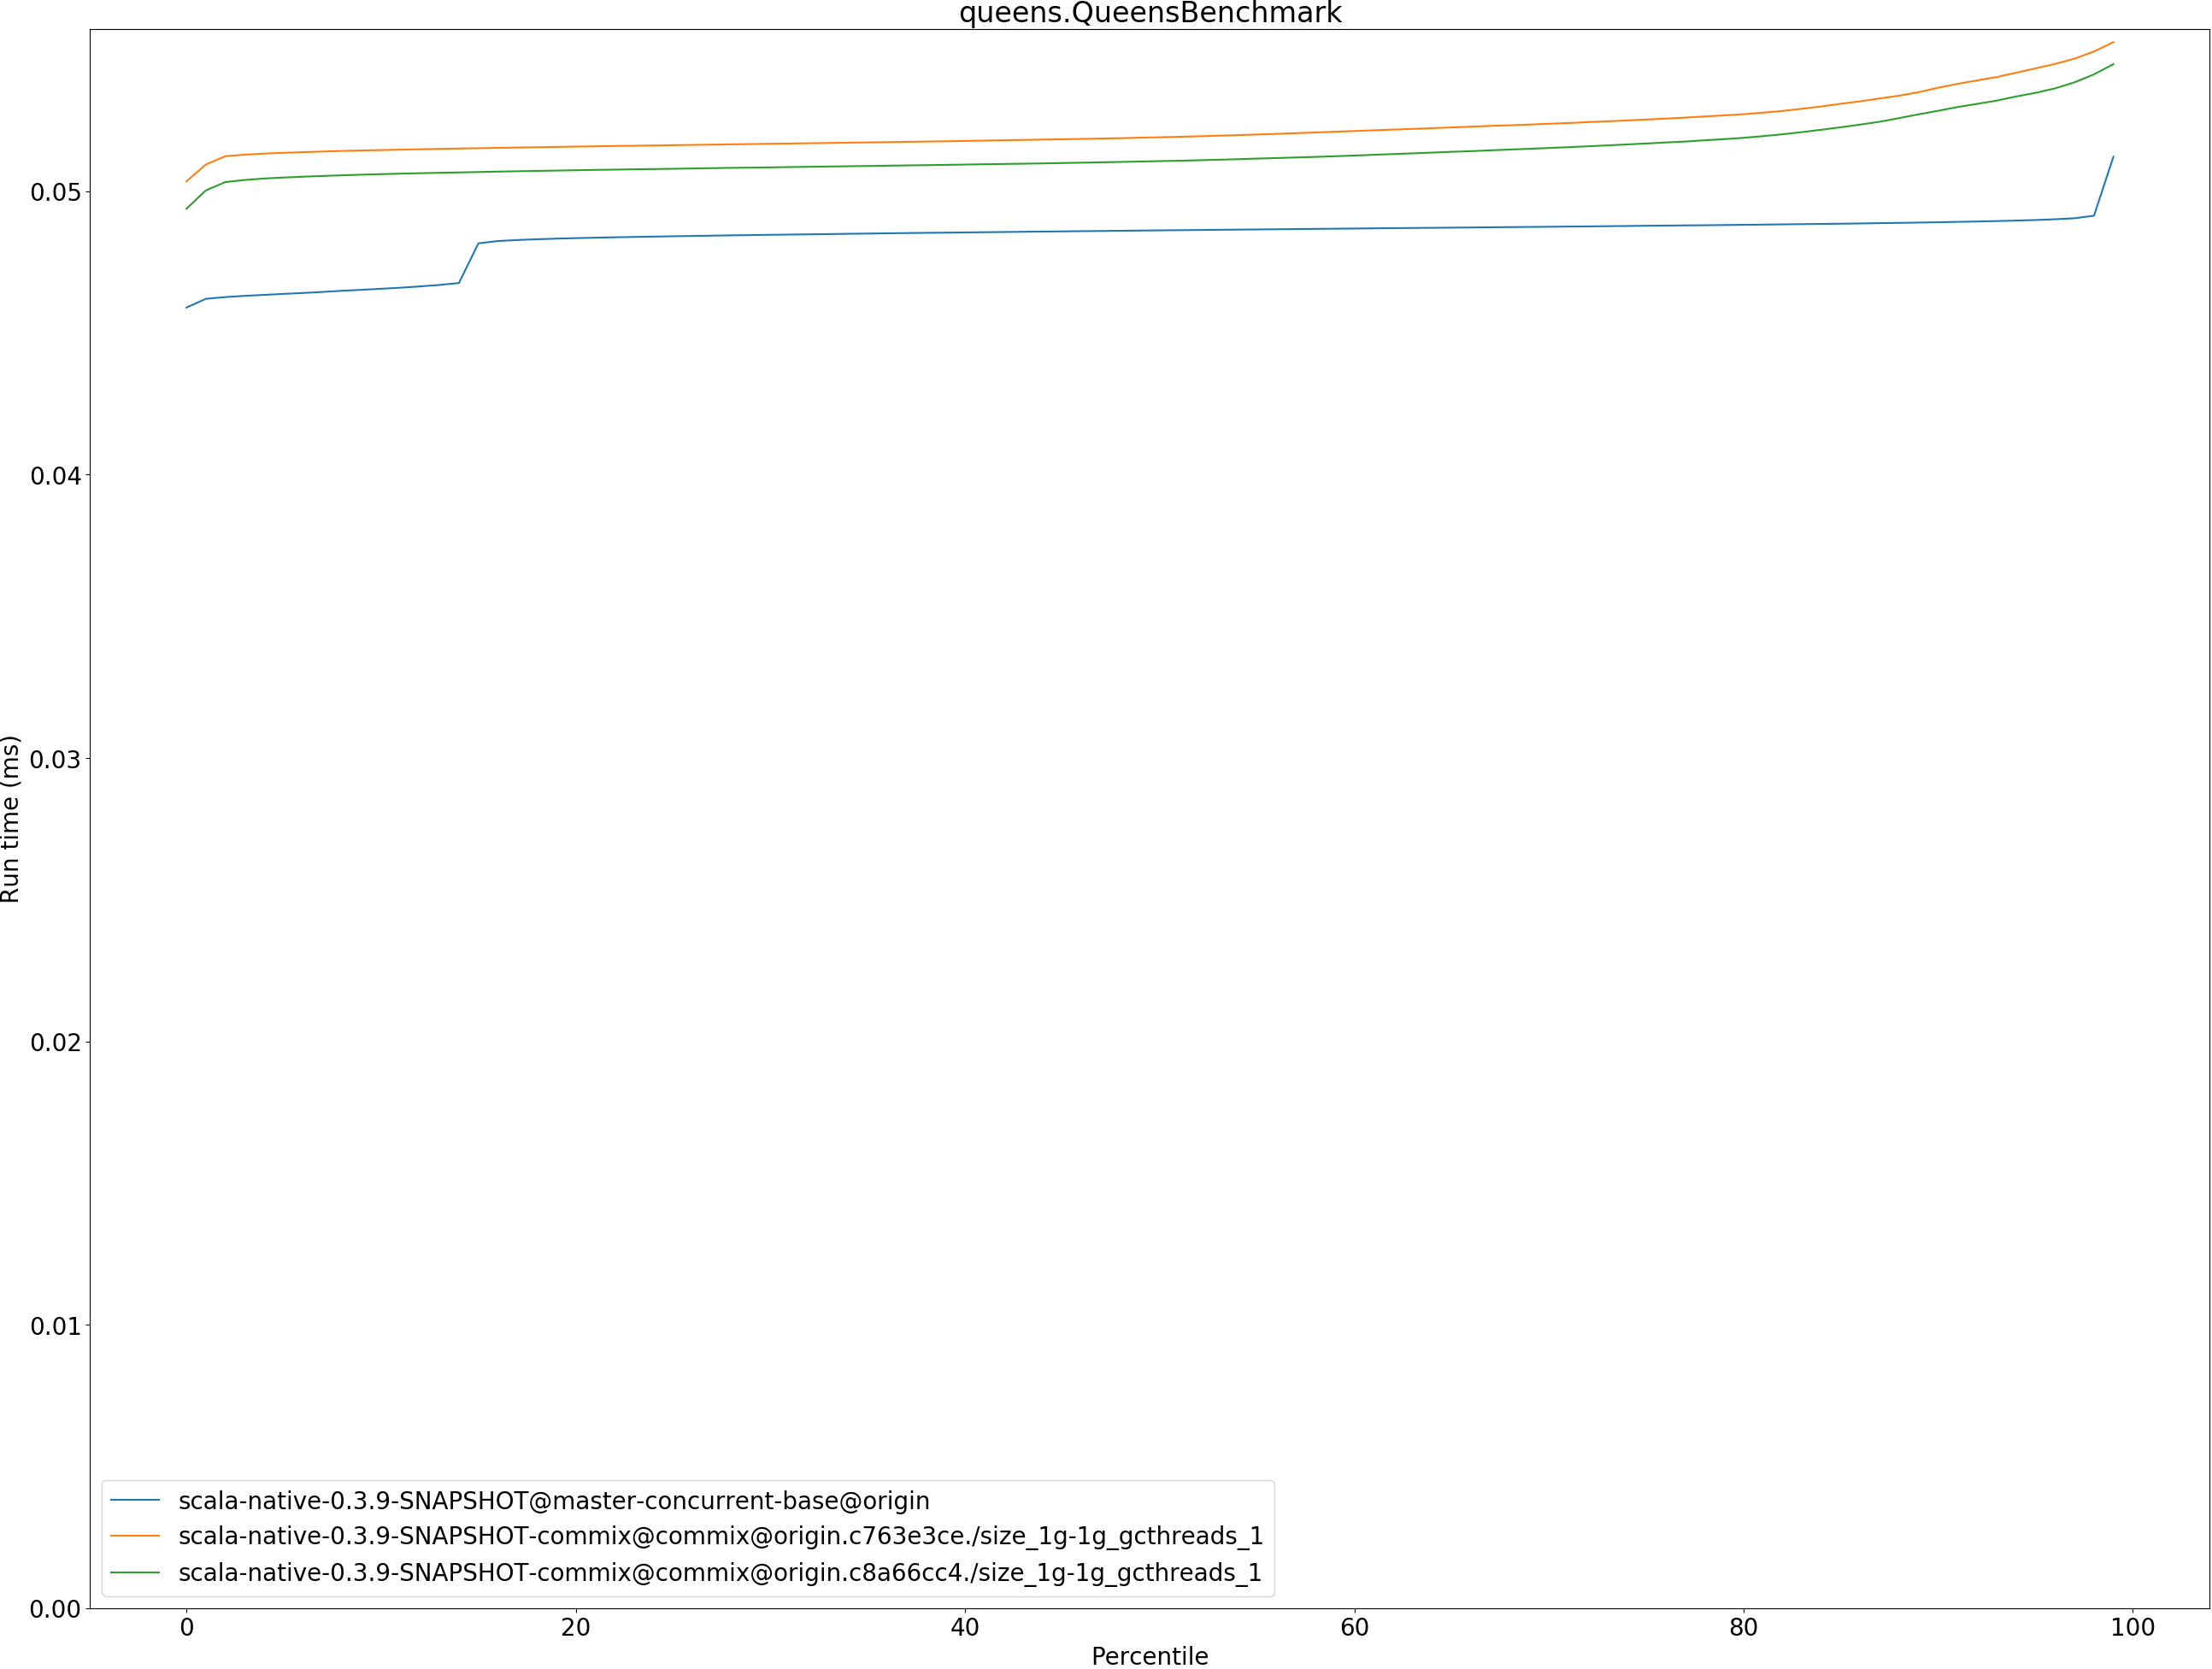 queens.QueensBenchmark
Run time (ms)
0.05
0.04
0.03
0.02
0.01
0.00
scala-native-0.3.9-SNAPSHOT@master-concurrent-base@origin
scala-native-0.3.9-SNAPSHOT-commix@commix@origin.c763e3ce./size_1g-1g_gcthreads_1
scala-native-0.3.9-SNAPSHOT-commix@commix@origin.c8a66cc4./size_1g-1g_gcthreads_1
0 20 40 60 80 100
Percentile